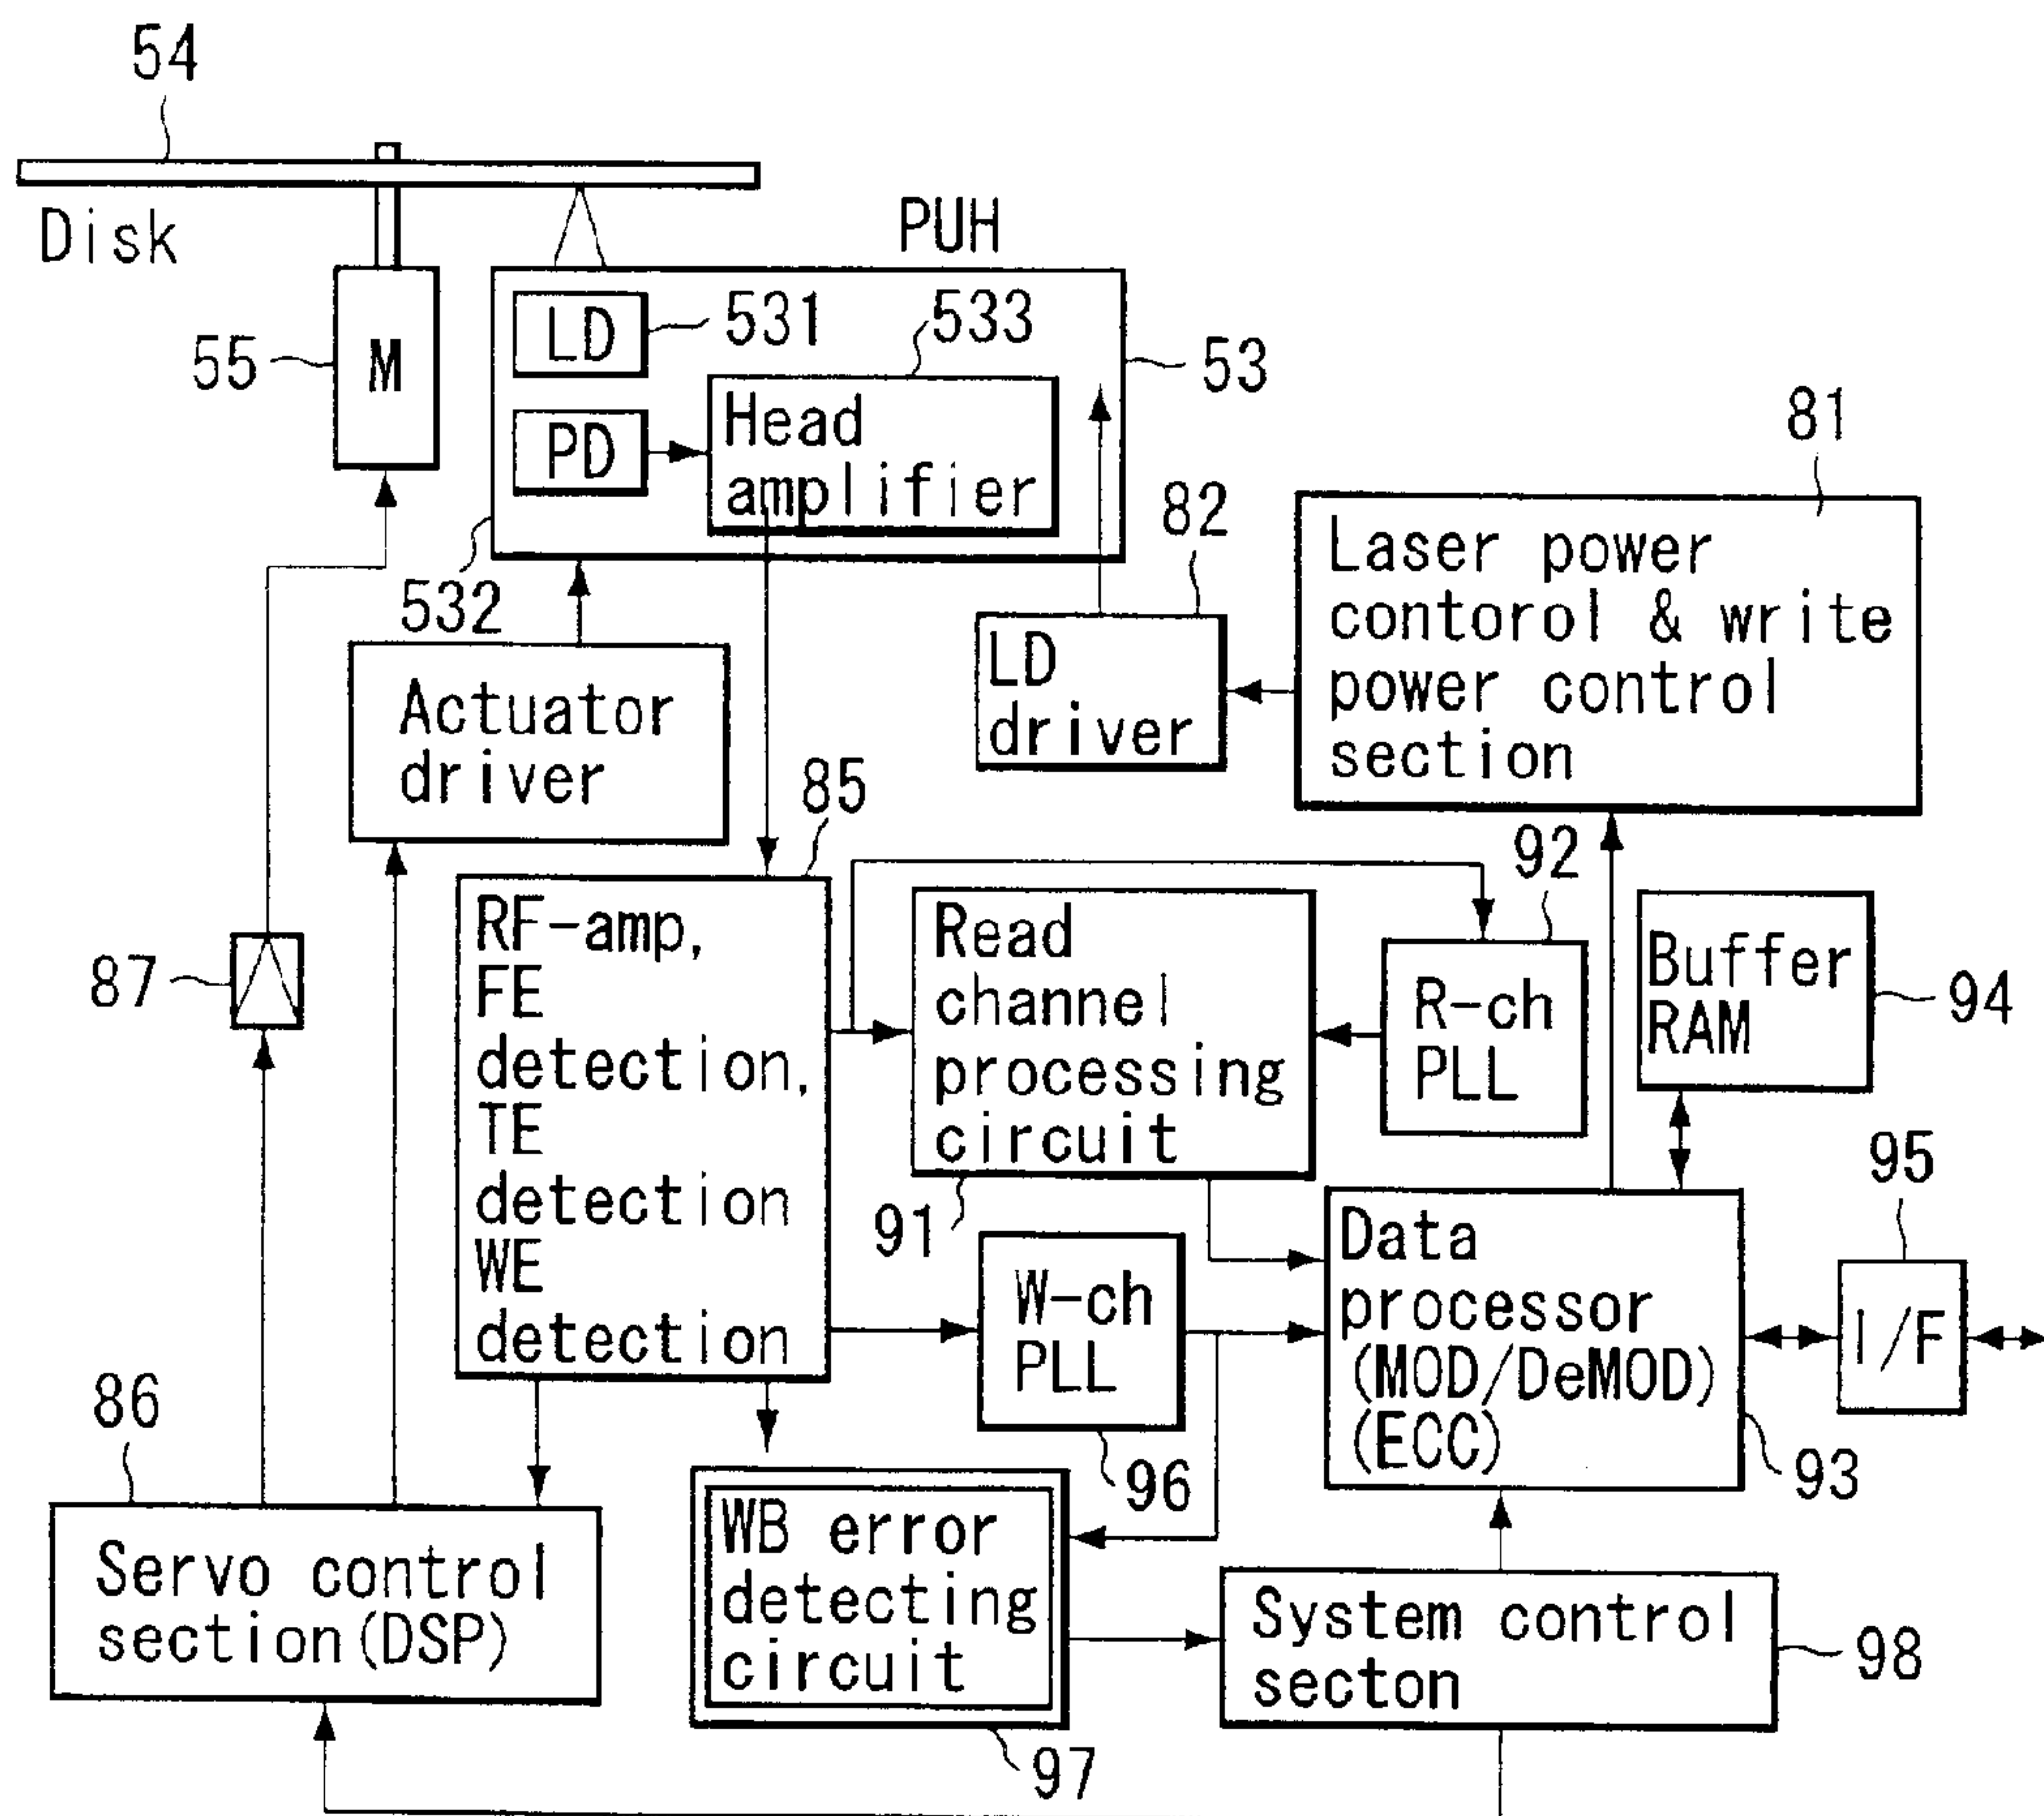 54
Disk
PUH
LD
531
533
53
55
M
PD
Head
amplifier
532
82
81
Laser power
contorol & write
power control
section
LD
driver
Actuator
driver
85
92
RF-amp,
FE
detection,
TE
detection
WE
detection
Read
channel
processing
circuit
R-ch
PLL
Buffer
RAM
94
87
91
95
W-ch
PLL
Data
processor
(MOD/DeMOD)
(ECC)
I/F
96
93
86
Servo control
section(DSP)
WB error
detecting
circuit
97
System control
secton
98